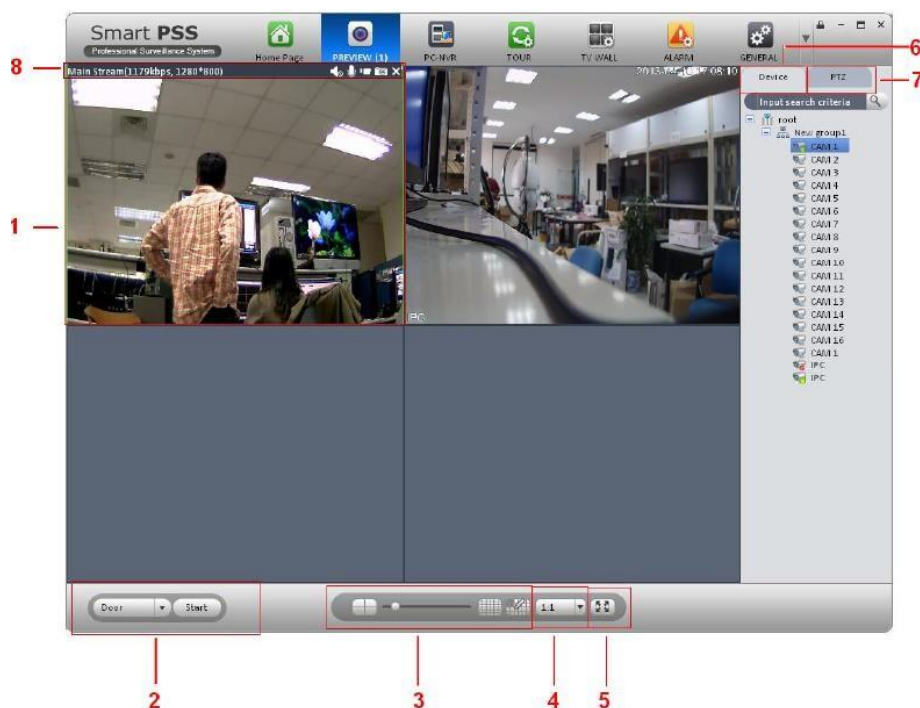 Smart PSS
Professional Surveillance System
Home Page
PREVIEW (1)
PC-NVR
TOUR
TV WALL
ALARM
GENERAL
6
8
Main Stream(1179kbps, 1280*800)
Device
PTZ
7
Input search criteria
root
New group1
CAM 1
CAM 2
CAM 3
CAM 4
CAM 5
CAM 6
CAM 7
CAM 8
CAM 9
CAM 10
CAM 11
CAM 12
CAM 13
CAM 14
CAM 15
CAM 16
CAM 1
IPC
IPC
1
IPC
Door
Start
1:1
2
3
4
5